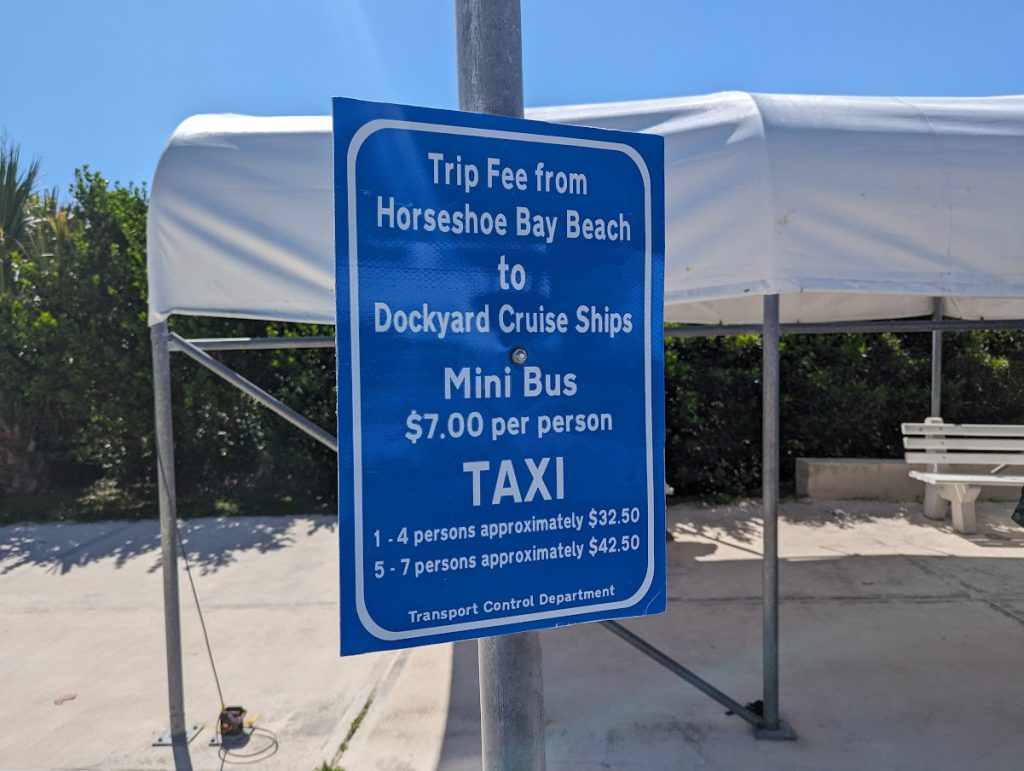 Trip Fee from
Horseshoe Bay Beach
to
Dockyard Cruise Ships
Mini Bus
$7.00 per person
TAXI
1 - 4 persons approximately $32.50
5 - 7 persons approximately $42.50
Transport Control Department